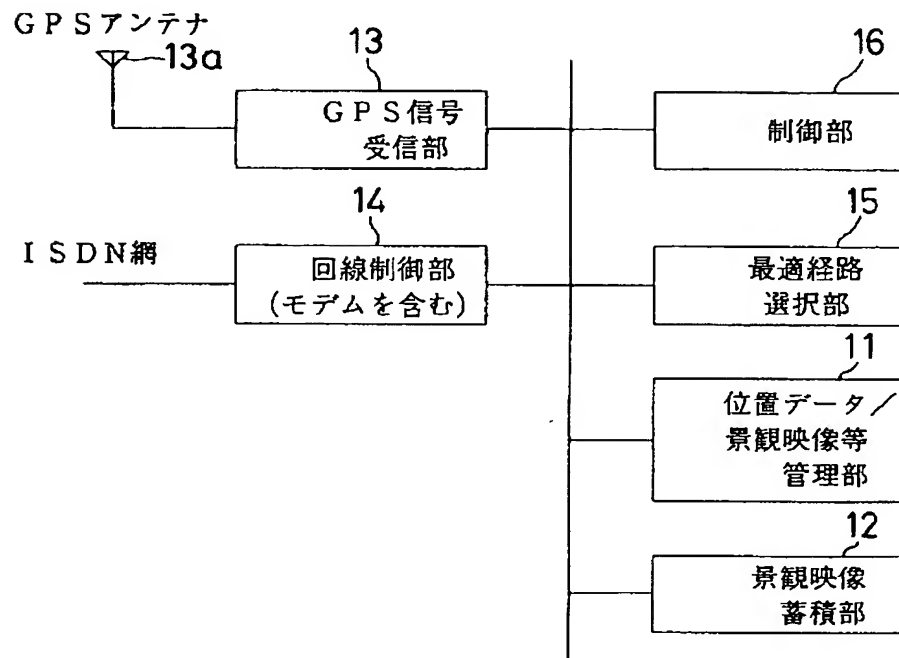 GPSアンテナ
13a
13
GPS信号
受信部
16
制御部
ISDN網
14
回線制御部
(モデムを含む)
15
最適経路
選択部
11
位置データ/
景観映像等
管理部
12
景観映像
蓄積部